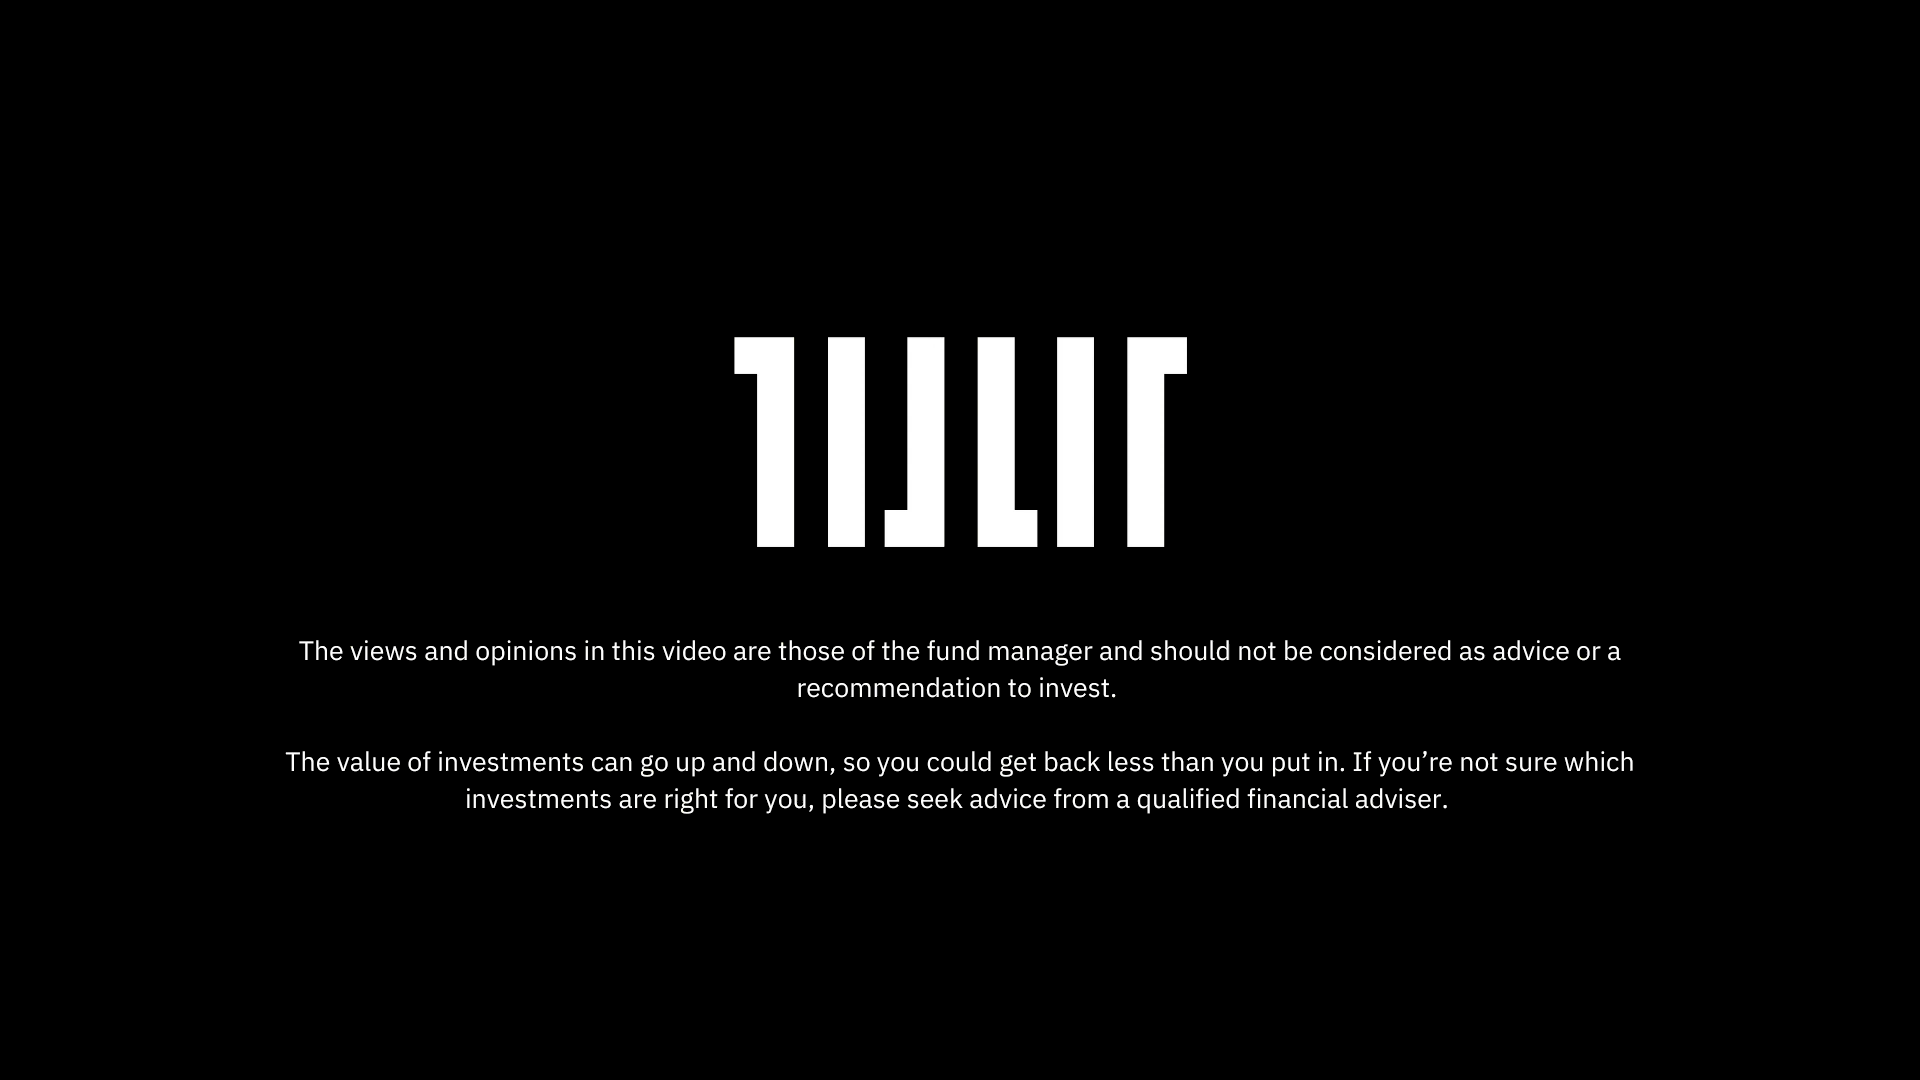 TILLIT
The views and opinions in this video are those of the fund manager and should not be considered as advice or a
recommendation to invest.
The value of investments can go up and down, so you could get back less than you put in. If you’re not sure which
investments are right for you, please seek advice from a qualified financial adviser.